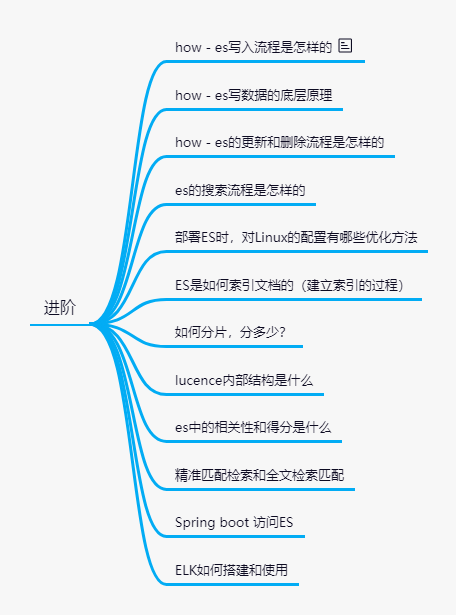 how - es写入流程是怎样的
how - es写数据的底层原理
how - es的更新和删除流程是怎样的
es的搜索流程是怎样的
部署ES时，对Linux的配置有哪些优化方法
ES是如何索引文档的（建立索引的过程）
进阶
如何分片，分多少？
lucence内部结构是什么
es中的相关性和得分是什么
精准匹配检索和全文检索匹配
Spring boot 访问ES
ELK如何搭建和使用